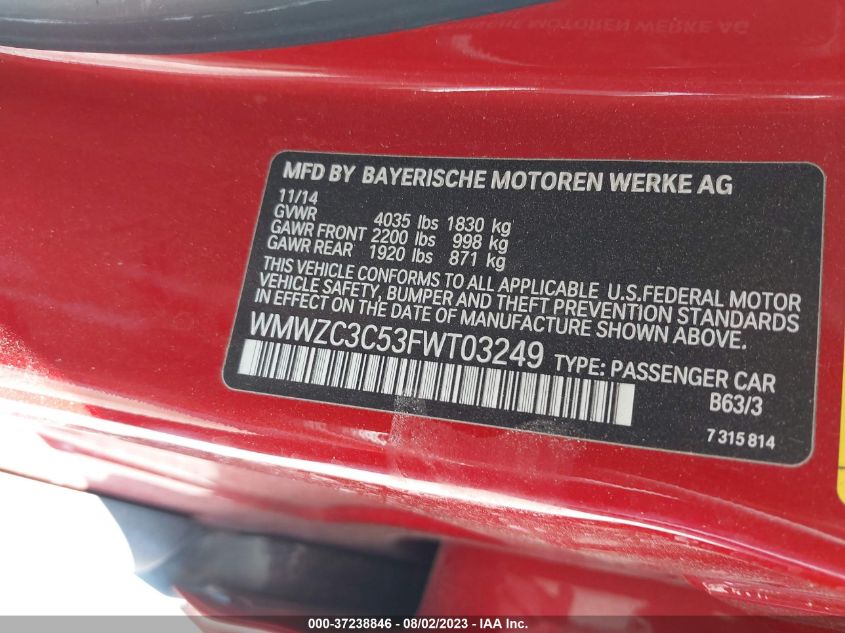 MFD BY BAYERISCHE MOTOREN WERKE AG
11/14
GVWR 4035 lbs 1830 kg
GAWR FRONT 2200 lbs 998 kg
GAWR REAR 1920 lbs 871 kg
THIS VEHICLE CONFORMS TO ALL APPLICABLE U.S.FEDERAL MOTOR
VEHICLE SAFETY, BUMPER AND THEFT PREVENTION STANDARDS
IN EFFECT ON THE DATE OF MANUFACTURE SHOWN ABOVE.
WMWZC3C53FWT03249 TYPE: PASSENGER CAR
B63/3
7 315 814
000-37238846 - 08/02/2023 - IAA Inc.